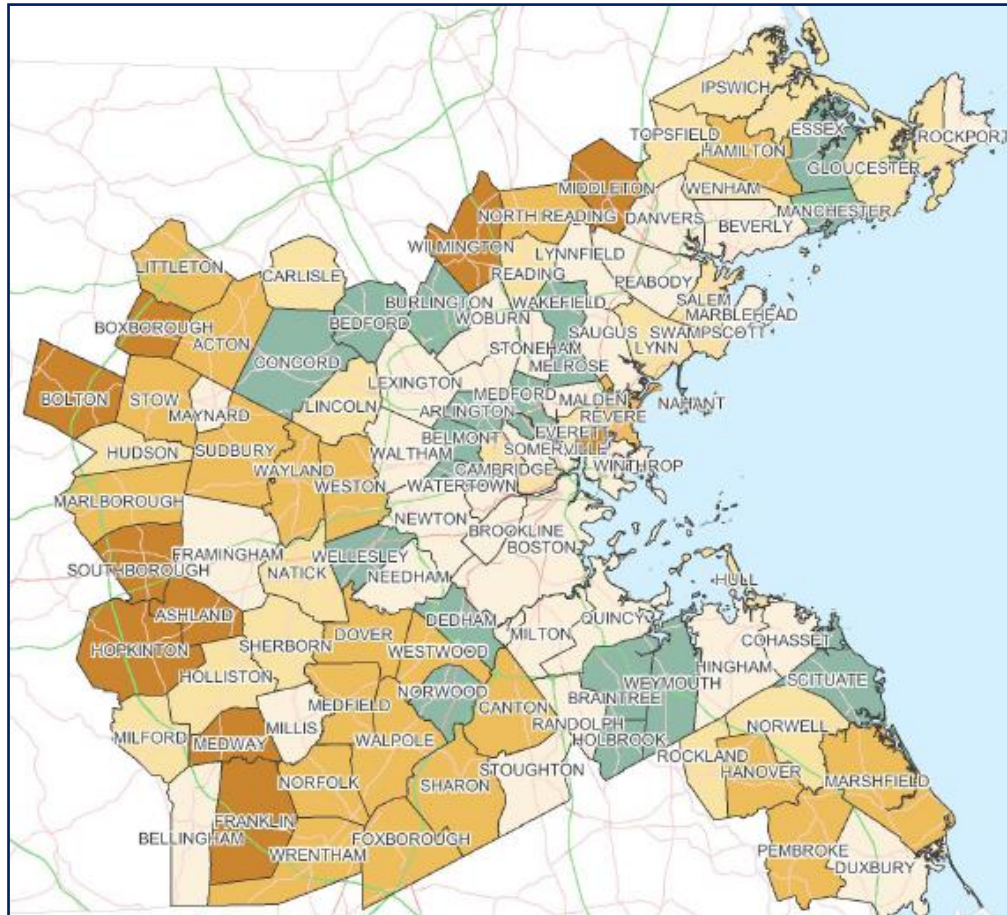 IPSWICH
ESSEX
ROCKPORT
TOPSFIELD
HAMILTON
GLOUCESTER
MIDDLETON
WENHAM
MANCHESTER
NORTH READING
DANVERS
BEVERLY
WILMINGTON
LYNNFIELD
READING
PEABODY
LITTLETON
CARLISLE
BURLINGTON
WAKEFIELD
SALEM
MARBLEHEAD
BOXBOROUGH
BEDFORD
WOBURN
SAUGUS
SWAMPSCOTT
ACTON
STONEHAM
LYNN
CONCORD
MELROSE
LEXINGTON
MEDFORD
MALDEN
NAHANT
BOLTON
STOW
LINCOLN
ARLINGTON
REVERE
MAYNARD
EVERETT
HUDSON
SUDBURY
BELMONT
SOMERVILLE
WALTHAM
WINTHROP
WAYLAND
CAMBRIDGE
WESTON
WATERTOWN
MARLBOROUGH
NEWTON
BROOKLINE
FRAMINGHAM
WELLESLEY
BOSTON
SOUTHBOROUGH
NATICK
NEEDHAM
HULL
ASHLAND
DEDHAM
QUINCY
DOVER
MILTON
COHASSET
HOPKINTON
SHERBORN
WESTWOOD
HINGHAM
HOLLISTON
NORWOOD
WEYMOUTH
SCITUATE
MEDFIELD
CANTON
BRAINTREE
MILLIS
RANDOLPH
NORWELL
MILFORD
MEDWAY
WALPOLE
HOLBROOK
ROCKLAND
NORFOLK
SHARON
STOUGHTON
HANOVER
MARSHFIELD
FRANKLIN
BELLINGHAM
FOXBOROUGH
WRENTHAM
PEMBROKE
DUXBURY